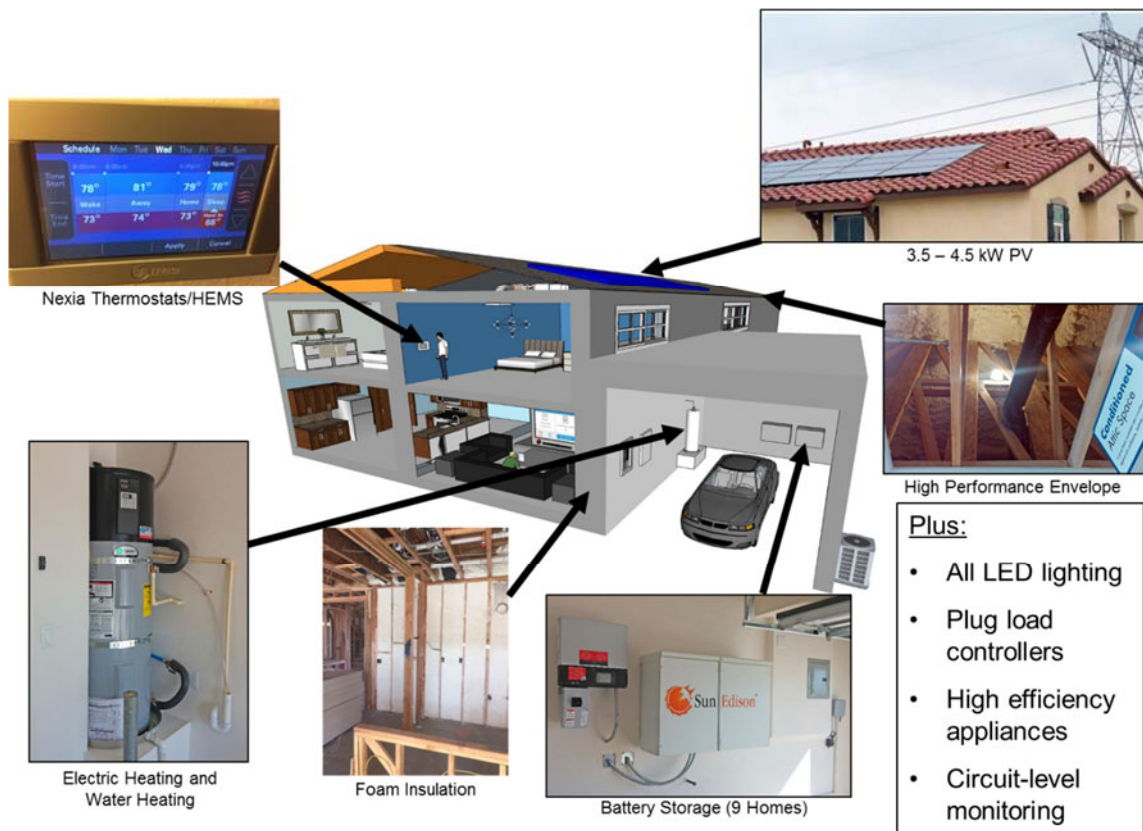 Schedule Mon Tue Wed Thu Fri Sat Sun
Time
Start
78° 81° 79° 78°
Wake Away Home Sleep
Time
End
73° 74° 73° 68°
Apply Cancel
Nexia Thermostats/HEMS
3.5 – 4.5 kW PV
Conditioned
Attic Space
High Performance Envelope
Plus:
• All LED lighting
• Plug load
controllers
• High efficiency
appliances
• Circuit-level
monitoring
Electric Heating and
Water Heating
Foam Insulation
Sun Edison
Battery Storage (9 Homes)